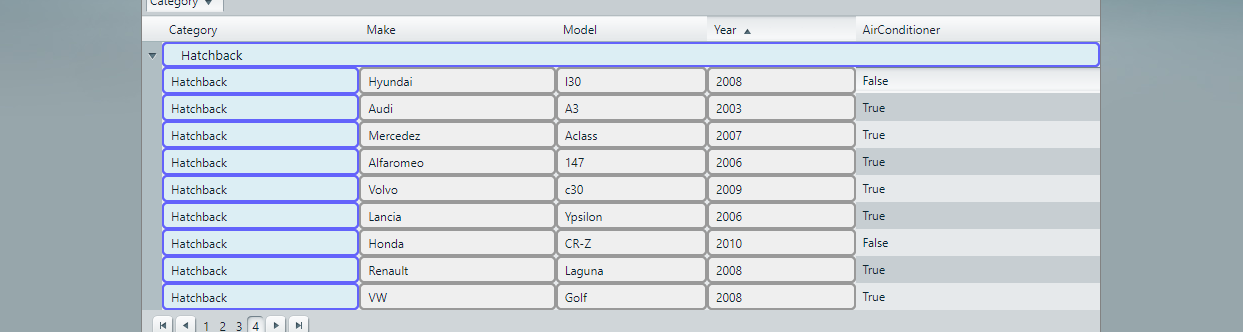 Category
Category Make Model Year AirConditioner
Hatchback
Hatchback Hyundai I30 2008 False
Hatchback Audi A3 2003 True
Hatchback Mercedez Aclass 2007 True
Hatchback Alfaromeo 147 2006 True
Hatchback Volvo c30 2009 True
Hatchback Lancia Ypsilon 2006 True
Hatchback Honda CR-Z 2010 False
Hatchback Renault Laguna 2008 True
Hatchback VW Golf 2008 True
1 2 3 4